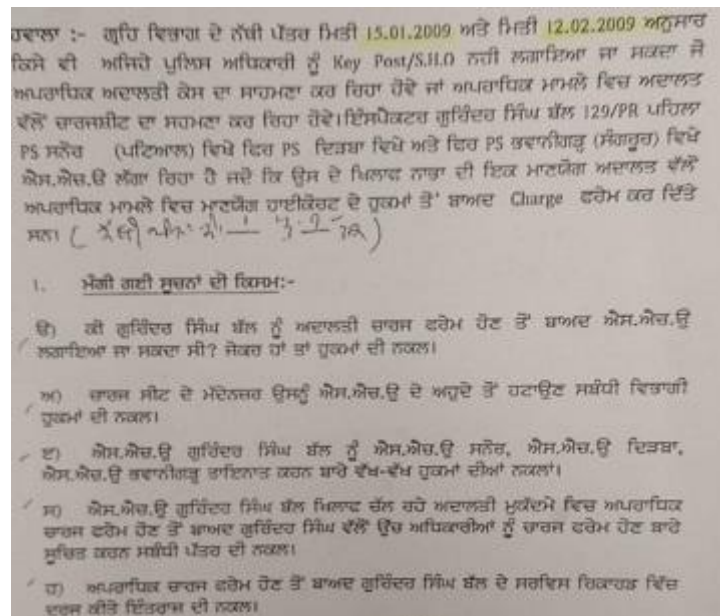 ਹਵਾਲਾ :- ਗ੍ਰਹਿ ਵਿਭਾਗ ਦੇ ਨੱਥੀ ਪੱਤਰ ਮਿਤੀ 15.01.2009 ਅਤੇ ਮਿਤੀ 12.02.2009 ਅਨੁਸਾਰ
ਕਿਸੇ ਵੀ ਅਜਿਹੇ ਪੁਲਿਸ ਅਧਿਕਾਰੀ ਨੂੰ Key Post/S.H.O ਨਹੀ ਲਗਾਇਆ ਜਾ ਸਕਦਾ ਜੋ
ਅਪਰਾਧਿਕ ਅਦਾਲਤੀ ਕੇਸ ਦਾ ਸਾਹਮਣਾ ਕਰ ਰਿਹਾ ਹੋਵੇ ਜਾਂ ਅਪਰਾਧਿਕ ਮਾਮਲੇ ਵਿਚ ਅਦਾਲਤ
ਵੱਲੋਂ ਚਾਰਜਸ਼ੀਟ ਦਾ ਸਹਮਣਾ ਕਰ ਰਿਹਾ ਹੋਵੇ।ਇੰਸਪੈਕਟਰ ਗੁਰਿੰਦਰ ਸਿੰਘ ਬੱਲ 129/PR ਪਹਿਲਾ
PS ਸਨੌਰ (ਪਟਿਆਲ) ਵਿਖੇ ਫਿਰ PS ਦਿੜਬਾ ਵਿਖੇ ਅਤੇ ਫਿਰ PS ਭਵਾਨੀਗੜ੍ਹ (ਸੰਗਰੂਰ) ਵਿਖੇ
ਐਸ.ਐਚ.ਓ ਲੱਗਾ ਰਿਹਾ ਹੈ ਜਦੋ ਕਿ ਉਸ ਦੇ ਖਿਲਾਫ ਨਾਭਾ ਦੀ ਇਕ ਮਾਣਯੋਗ ਅਦਾਲਤ ਵੱਲੋਂ
ਅਪਰਾਧਿਕ ਮਾਮਲੇ ਵਿਚ ਮਾਣਯੋਗ ਹਾਈਕੋਰਟ ਦੇ ਹੁਕਮਾਂ ਤੋਂ ਬਾਅਦ Charge ਫਰੇਮ ਕਰ ਦਿੱਤੇ
ਸਨ।
1. ਮੰਗੀ ਗਈ ਸੂਚਨਾਂ ਦੀ ਕਿਸਮ:-
ੳ) ਕੀ ਗੁਰਿੰਦਰ ਸਿੰਘ ਬੱਲ ਨੂੰ ਅਦਾਲਤੀ ਚਾਰਜ ਫਰੇਮ ਹੋਣ ਤੋਂ ਬਾਅਦ ਐਸ.ਐਚ.ਉ
ਲਗਾਇਆ ਜਾ ਸਕਦਾ ਸੀ? ਜੇਕਰ ਹਾਂ ਤਾਂ ਹੁਕਮਾਂ ਦੀ ਨਕਲ।
ਅ) ਚਾਰਜ ਸੀਟ ਦੇ ਮੱਦੇਨਜ਼ਰ ਉਸਨੂੰ ਐਸ.ਐਚ.ਉ ਦੇ ਅਹੁਦੇ ਤੋਂ ਹਟਾਉਣ ਸਬੰਧੀ ਵਿਭਾਗੀ
ਹੁਕਮਾਂ ਦੀ ਨਕਲ।
ੲ) ਐਸ.ਐਚ.ਉ ਗੁਰਿੰਦਰ ਸਿੰਘ ਬੱਲ ਨੂੰ ਐਸ.ਐਚ.ਉ ਸਨੌਰ, ਐਸ.ਐਚ.ਉ ਦਿੜਬਾ,
ਐਸ.ਐਚ.ਉ ਭਵਾਨੀਗੜ੍ਹ ਤਾਇਨਾਤ ਕਰਨ ਬਾਰੇ ਵੱਖ-ਵੱਖ ਹੁਕਮਾਂ ਦੀਆਂ ਨਕਲਾਂ।
ਸ) ਐਸ.ਐਚ.ਉ ਗੁਰਿੰਦਰ ਸਿੰਘ ਬੱਲ ਖਿਲਾਫ ਚੱਲ ਰਹੇ ਅਦਾਲਤੀ ਮੁਕੱਦਮੇ ਵਿਚ ਅਪਰਾਧਿਕ
ਚਾਰਜ ਫਰੇਮ ਹੋਣ ਤੋਂ ਬਾਅਦ ਗੁਰਿੰਦਰ ਸਿੰਘ ਵੱਲੋਂ ਉੱਚ ਅਧਿਕਾਰੀਆਂ ਨੂੰ ਚਾਰਜ ਫਰੇਮ ਹੋਣ ਬਾਰੇ
ਸੂਚਿਤ ਕਰਨ ਸਬੰਧੀ ਪੱਤਰ ਦੀ ਨਕਲ।
ਹ) ਅਪਰਾਧਿਕ ਚਾਰਜ ਫਰੇਮ ਹੋਣ ਤੋਂ ਬਾਅਦ ਗੁਰਿੰਦਰ ਸਿੰਘ ਬੱਲ ਦੇ ਸਰਵਿਸ ਰਿਕਾਰਡ ਵਿੱਚ
ਦਰਜ ਕੀਤੇ ਇੰਤਰਾਜ ਦੀ ਨਕਲ।